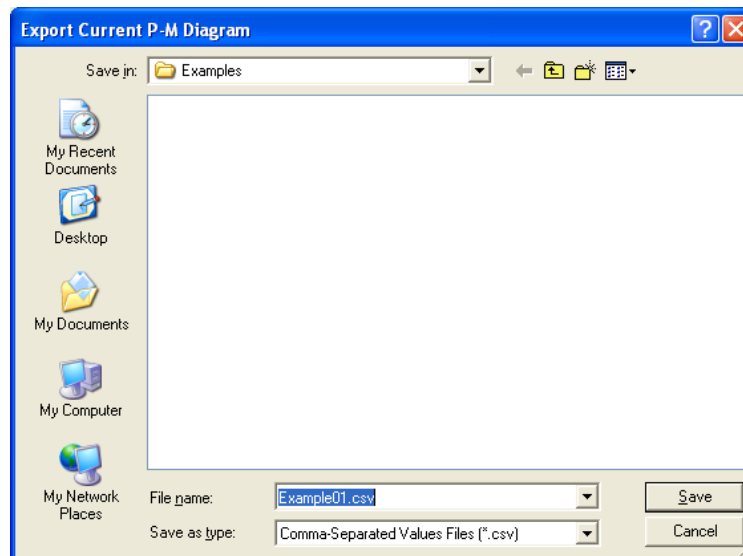 Export Current P-M Diagram
Save in: Examples
My Recent
Documents
Desktop
My Documents
My Computer
My Network
Places
File name: Example01.csv Save
Save as type: Comma-Separated Values Files (*.csv) Cancel